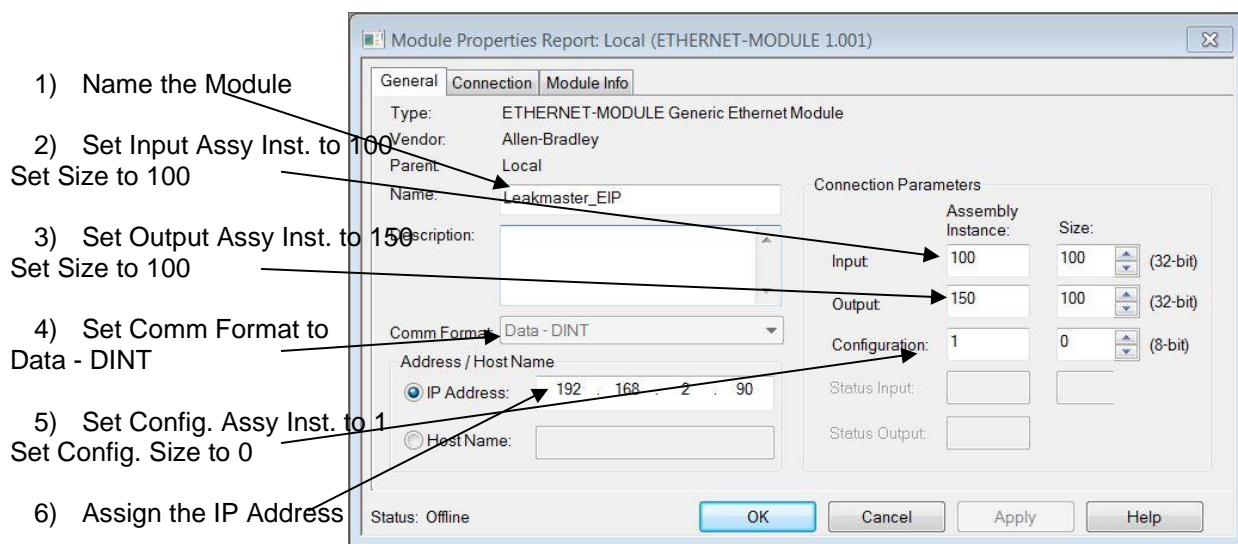 1) Name the Module
2) Set Input Assy Inst. to 100
Set Size to 100
3) Set Output Assy Inst. to 150
Set Size to 100
4) Set Comm Format to
Data - DINT
5) Set Config. Assy Inst. to 1
Set Config. Size to 0
6) Assign the IP Address
Module Properties Report: Local (ETHERNET-MODULE 1.001)
General Connection Module Info
Type: ETHERNET-MODULE Generic Ethernet Module
Vendor: Allen-Bradley
Parent: Local
Name: Leakmaster_EIP
Description:
Comm Format: Data - DINT
Address / Host Name
IP Address: 192 . 168 . 2 . 90
Host Name:
Connection Parameters
Assembly
Instance: Size:
Input: 100 100 (32-bit)
Output: 150 100 (32-bit)
Configuration: 1 0 (8-bit)
Status Input:
Status Output:
Status: Offline OK Cancel Apply Help